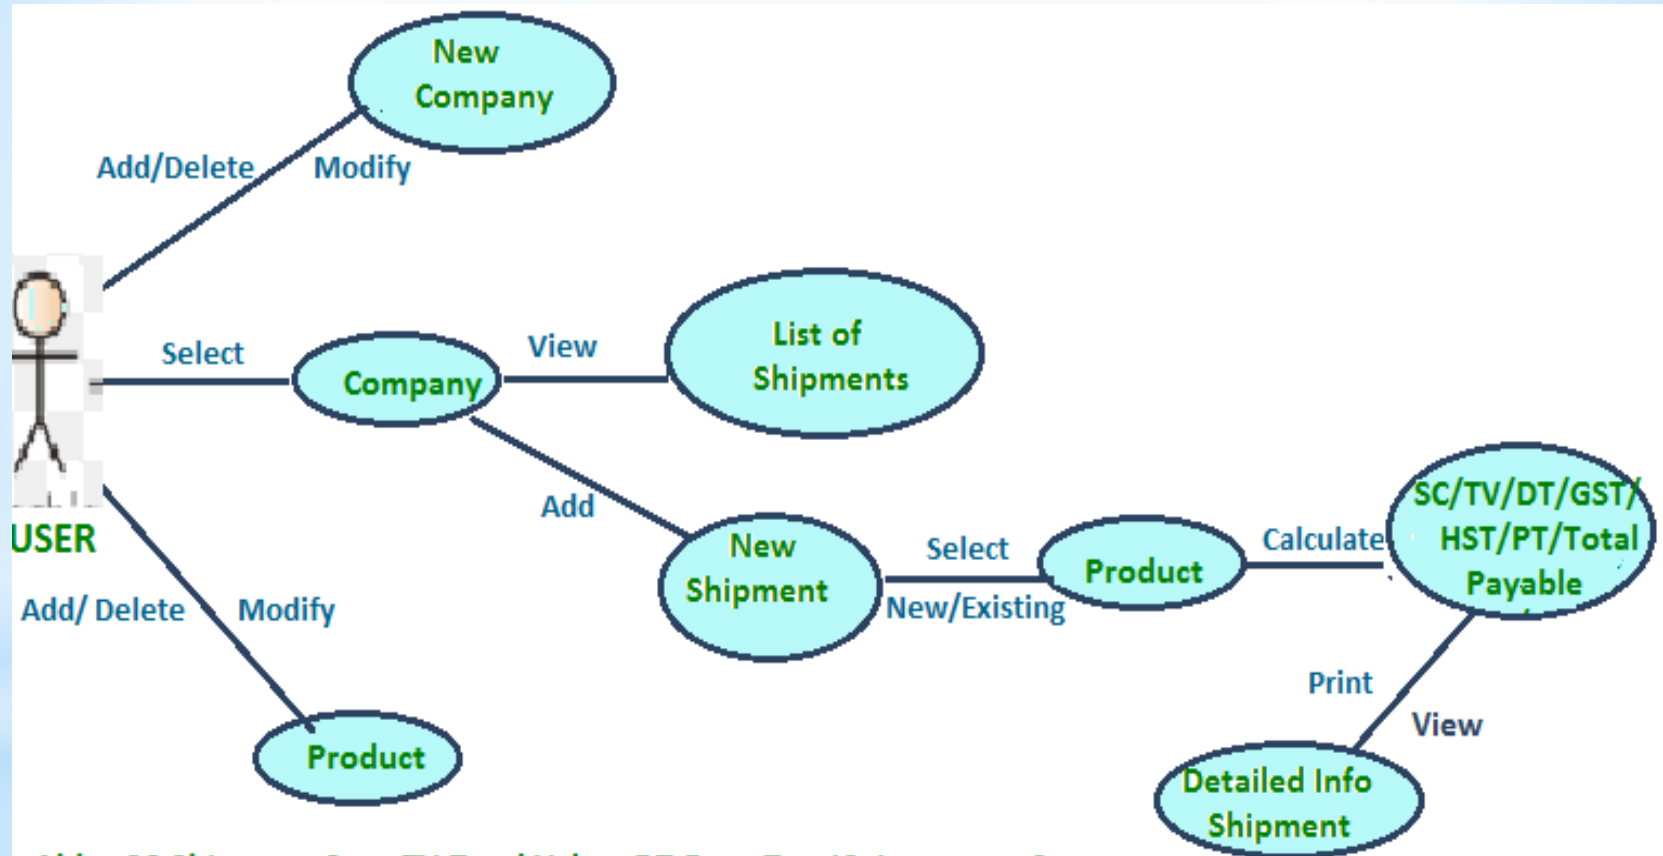 New
Company
Add/Delete
Modify
Select
Company
View
List of
Shipments
Add
USER
New
Shipment
Select
New/Existing
Product
Calculate
SC/TV/DT/GST/
HST/PT/Total
Payable
Add/ Delete
Modify
Product
Print
View
Detailed Info
Shipment